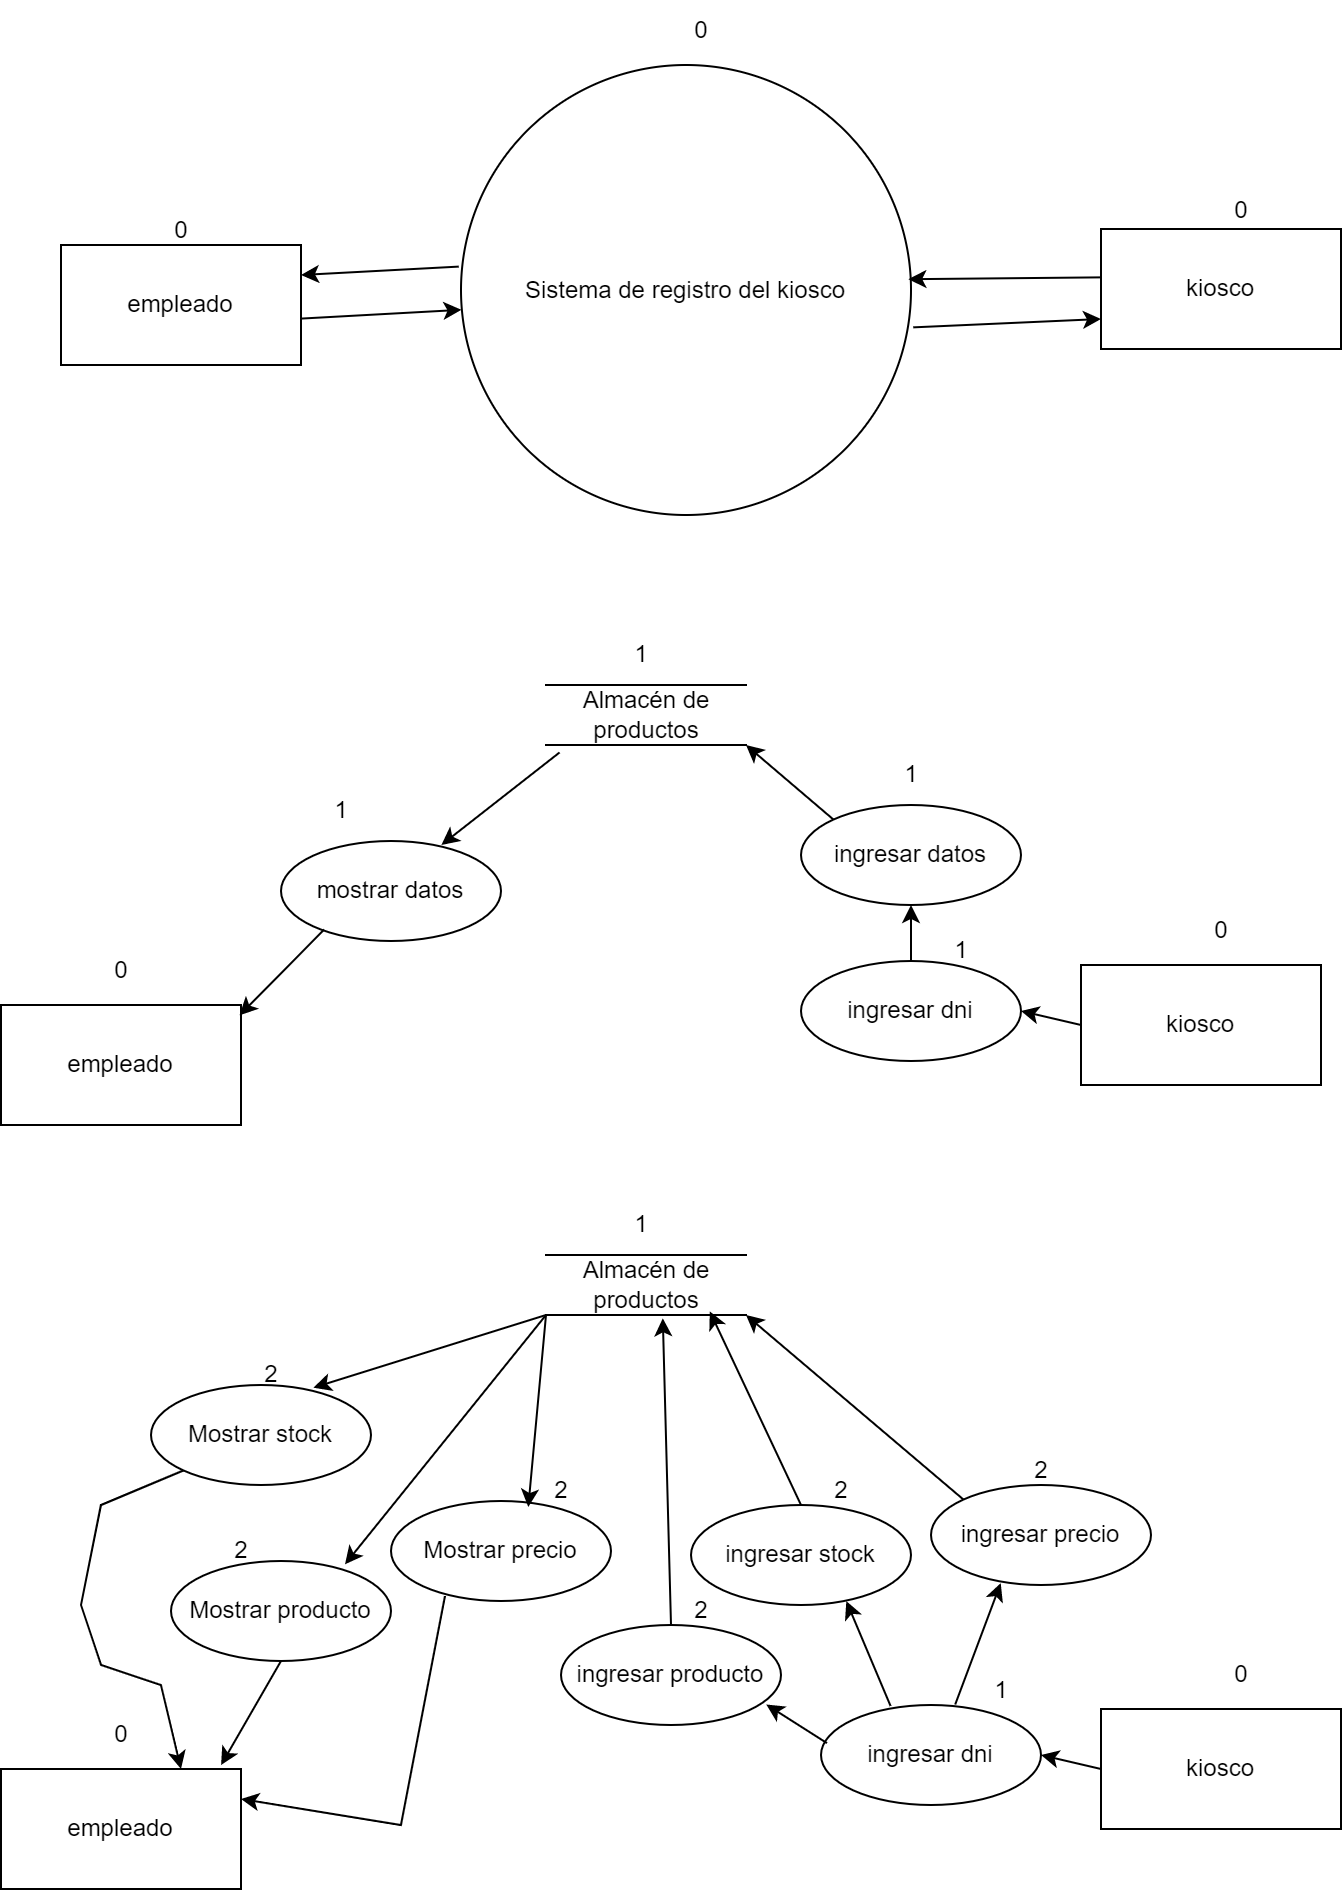 0
0
0
empleado
Sistema de registro del kiosco
kiosco
1
Almacén de
productos
1
1
ingresar datos
mostrar datos
0
1
0
ingresar dni
kiosco
empleado
1
Almacén de
productos
2
Mostrar stock
2
2
2
ingresar precio
2
Mostrar precio
ingresar stock
Mostrar producto
2
ingresar producto
0
1
0
ingresar dni
kiosco
empleado